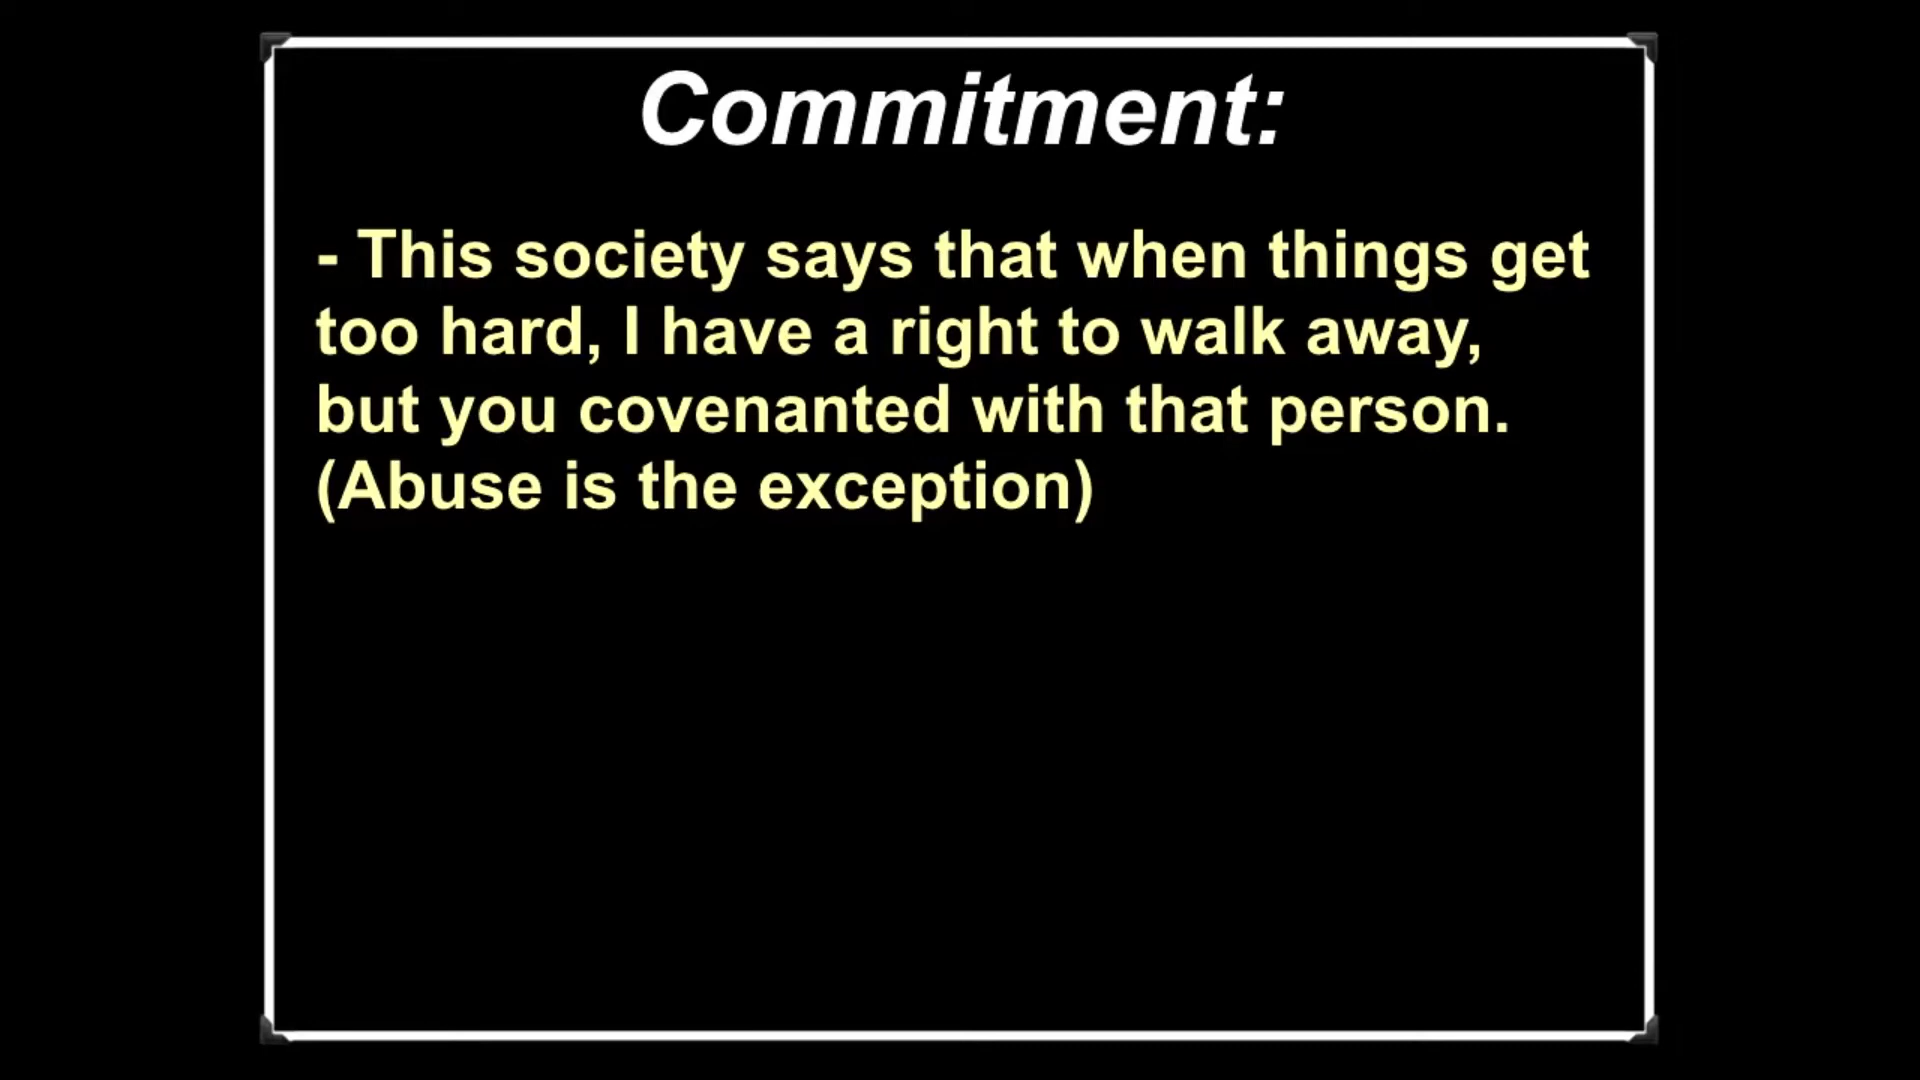 Commitment:
- This society says that when things get
too hard, I have a right to walk away,
but you covenanted with that person.
(Abuse is the exception)